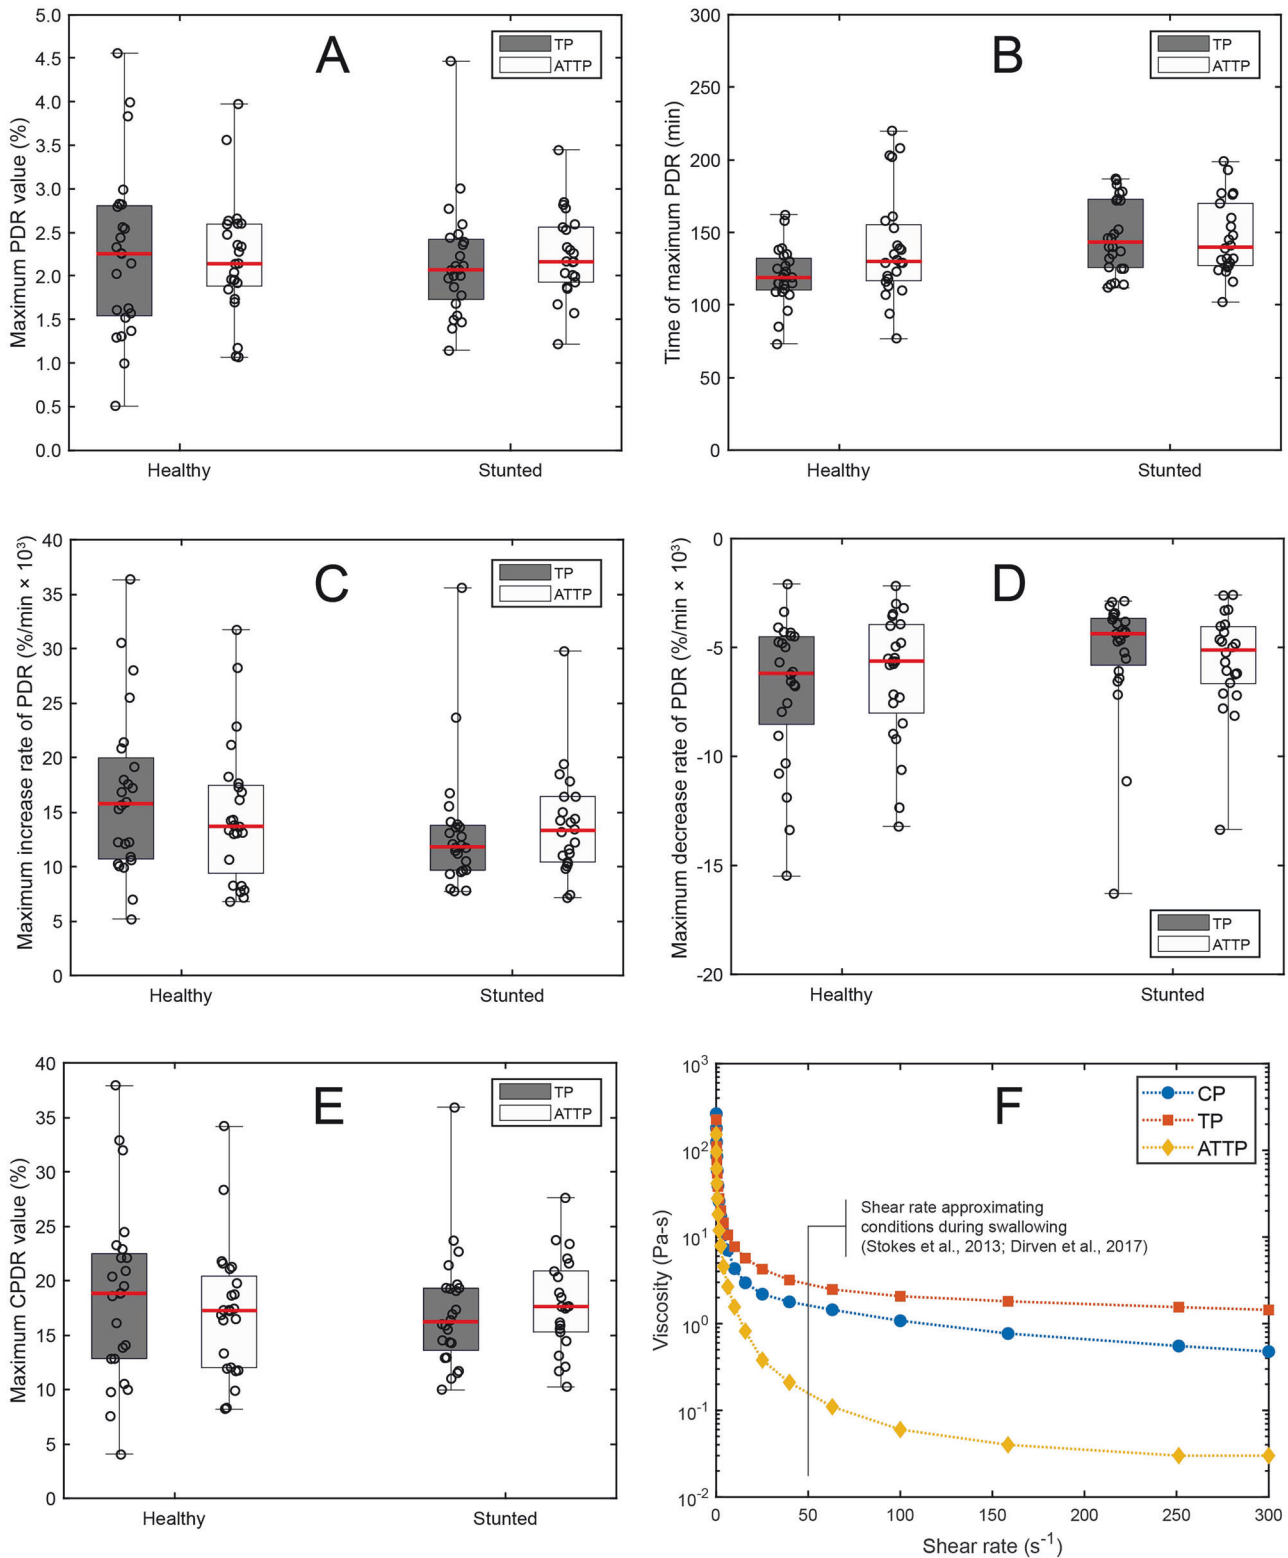 A
TP
ATTP
Maximum PDR value (%)
5.0
4.5
4.0
3.5
3.0
2.5
2.0
1.5
1.0
0.5
0.0
Healthy
Stunted
B
TP
ATTP
Time of maximum PDR (min)
300
250
200
150
100
50
0
Healthy
Stunted
C
TP
ATTP
Maximum increase rate of PDR (%/min × 10³)
40
35
30
25
20
15
10
5
0
Healthy
Stunted
D
Maximum decrease rate of PDR (%/min × 10³)
0
-5
-10
-15
-20
TP
ATTP
Healthy
Stunted
E
TP
ATTP
Maximum CPDR value (%)
40
35
30
25
20
15
10
5
0
Healthy
Stunted
F
CP
TP
ATTP
Shear rate approximating
conditions during swallowing
(Stokes et al., 2013; Dirven et al., 2017)
Viscosity (Pa-s)
10³
10²
10¹
10⁰
10⁻¹
10⁻²
0
50
100
150
200
250
300
Shear rate (s⁻¹)